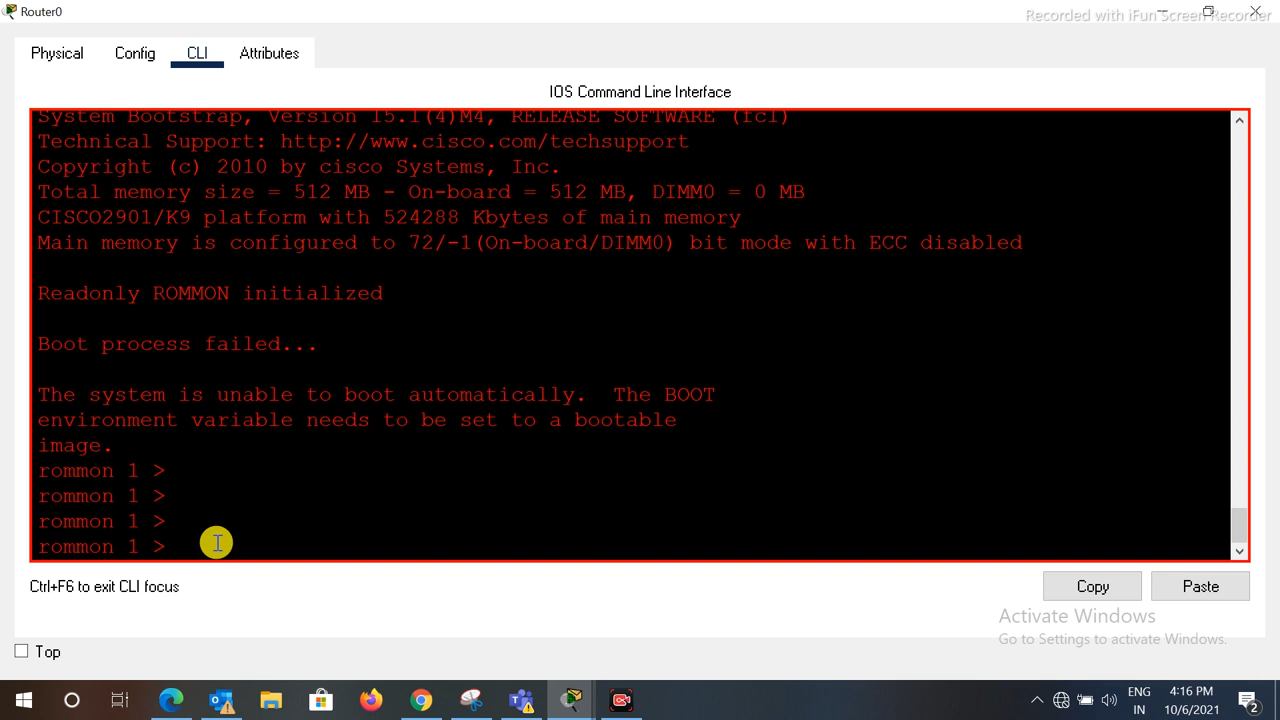 Router0
Recorded with iFun Screen Recorder
Physical
Config
CLI
Attributes
IOS Command Line Interface
System Bootstrap, Version 15.1(4)M4, RELEASE SOFTWARE (fc1)
Technical Support: http://www.cisco.com/techsupport
Copyright (c) 2010 by cisco Systems, Inc.
Total memory size = 512 MB - On-board = 512 MB, DIMM0 = 0 MB
CISCO2901/K9 platform with 524288 Kbytes of main memory
Main memory is configured to 72/-1(On-board/DIMM0) bit mode with ECC disabled
Readonly ROMMON initialized
Boot process failed...
The system is unable to boot automatically.  The BOOT
environment variable needs to be set to a bootable
image.
rommon 1 >
rommon 1 >
rommon 1 >
rommon 1 >
Ctrl+F6 to exit CLI focus
Copy
Paste
Activate Windows
Go to Settings to activate Windows.
Top
ENG
IN
4:16 PM
10/6/2021
2